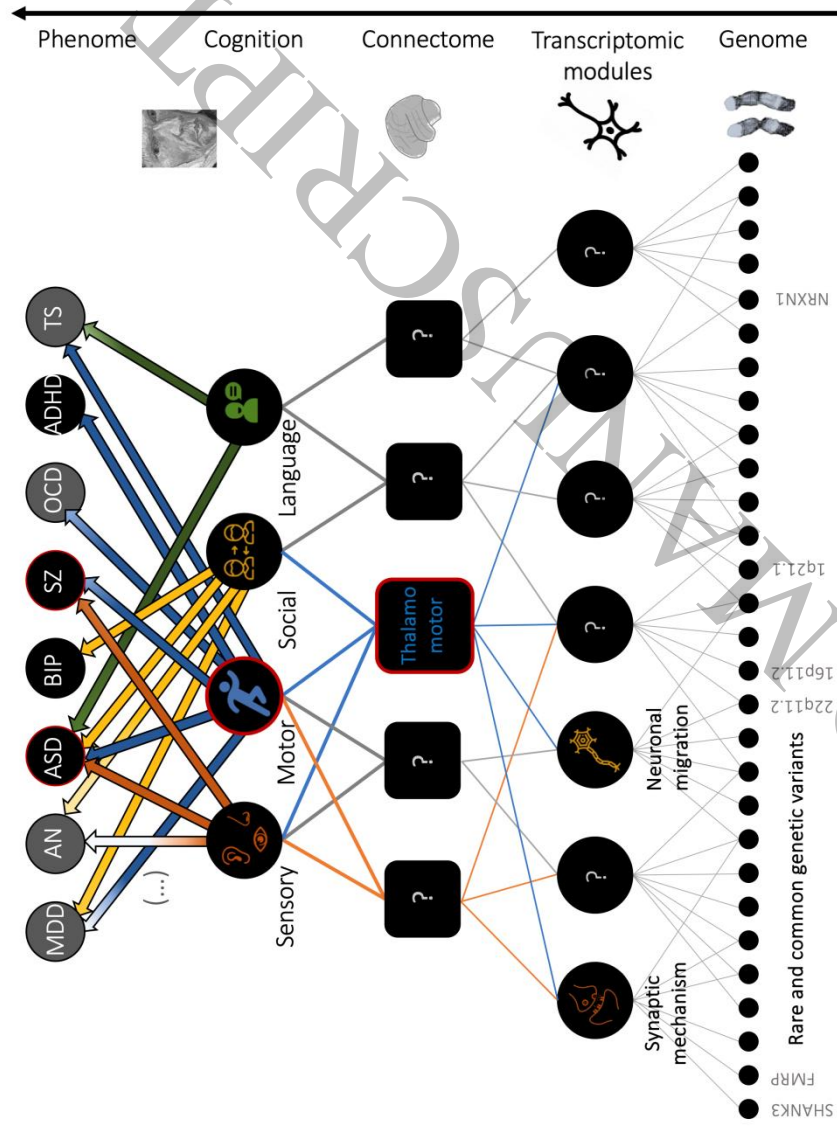 Phenome
Cognition
Connectome
Transcriptomic
modules
Genome
MDD
AN
ASD
BIP
SZ
OCD
ADHD
TS
(...)
Sensory
Motor
Social
Language
?
?
Thalamo
motor
?
?
Synaptic
mechanism
?
Neuronal
migration
?
?
?
?
SHANK3
FMRP
22q11.2
16p11.2
1q21.1
NRXN1
Rare and common genetic variants
MANUSCRIPT